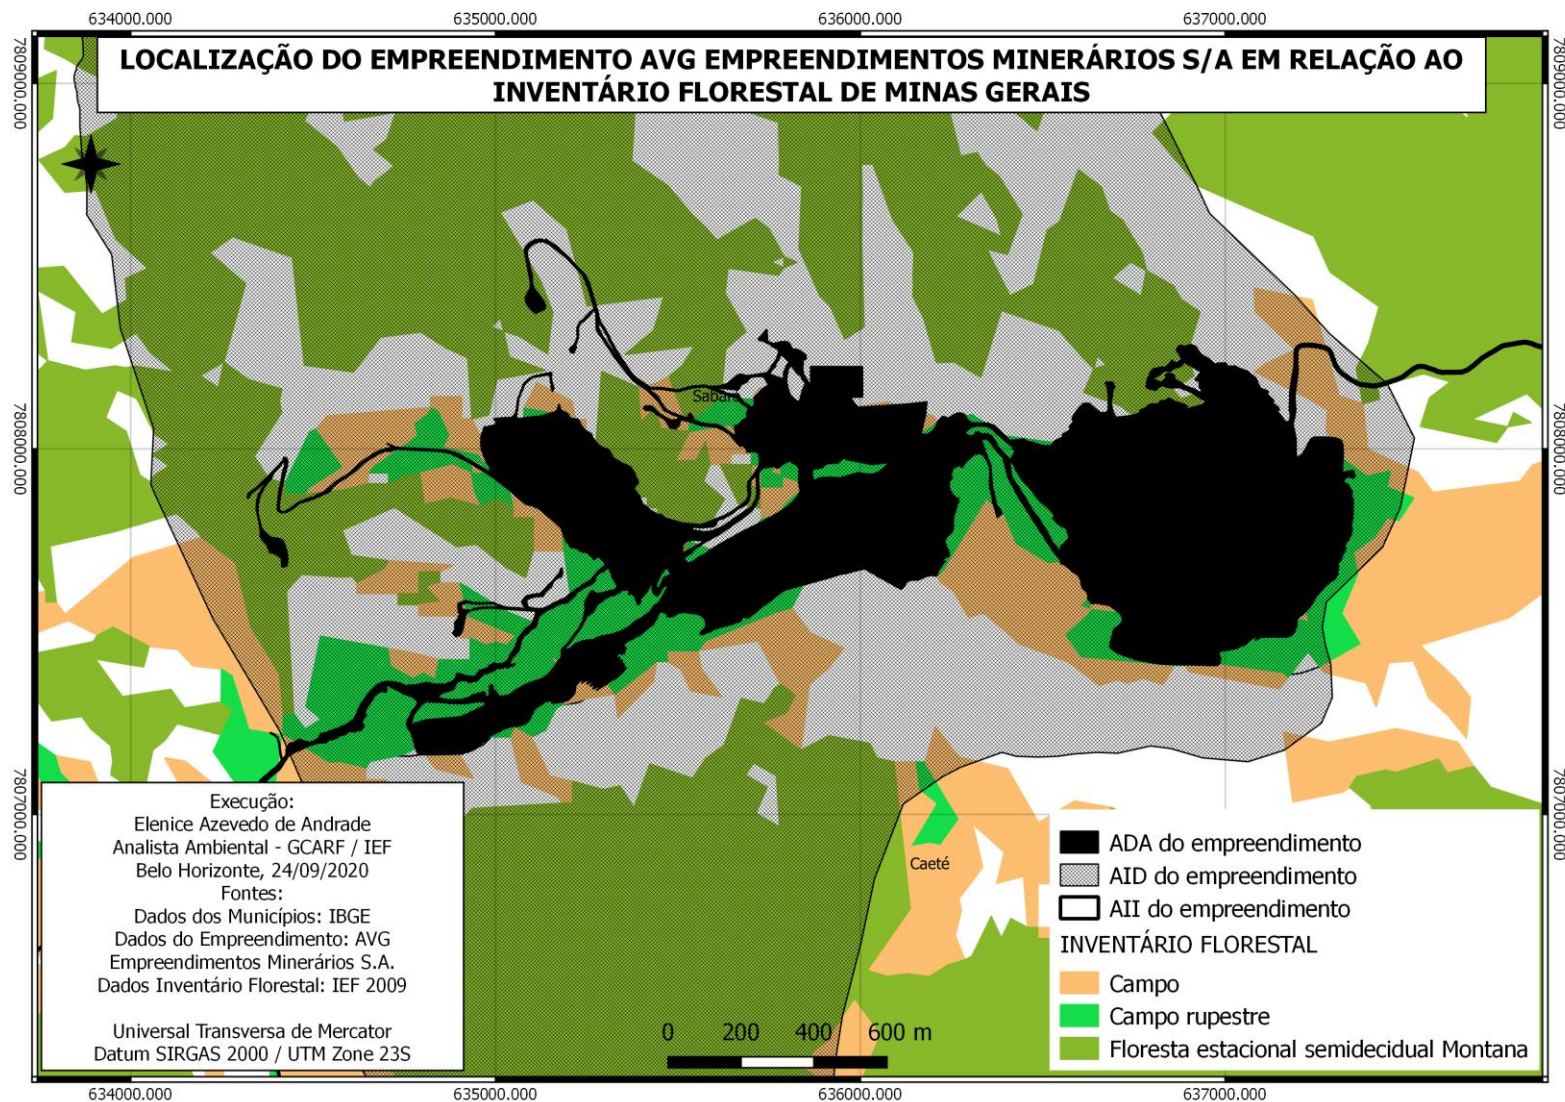 634000.000 635000.000 636000.000 637000.000
LOCALIZAÇÃO DO EMPREENDIMENTO AVG EMPREENDIMENTOS MINERÁRIOS S/A EM RELAÇÃO AO
INVENTÁRIO FLORESTAL DE MINAS GERAIS
7809000.000
7809000.000
7808000.000
7808000.000
7807000.000
7807000.000
Sabará
Caeté
Execução:
Elenice Azevedo de Andrade
Analista Ambiental - GCARF / IEF
Belo Horizonte, 24/09/2020
Fontes:
Dados dos Municípios: IBGE
Dados do Empreendimento: AVG
Empreendimentos Minerários S.A.
Dados Inventário Florestal: IEF 2009
Universal Transversa de Mercator
Datum SIRGAS 2000 / UTM Zone 23S
0 200 400 600 m
ADA do empreendimento
AID do empreendimento
AII do empreendimento
INVENTÁRIO FLORESTAL
Campo
Campo rupestre
Floresta estacional semidecidual Montana
634000.000 635000.000 636000.000 637000.000